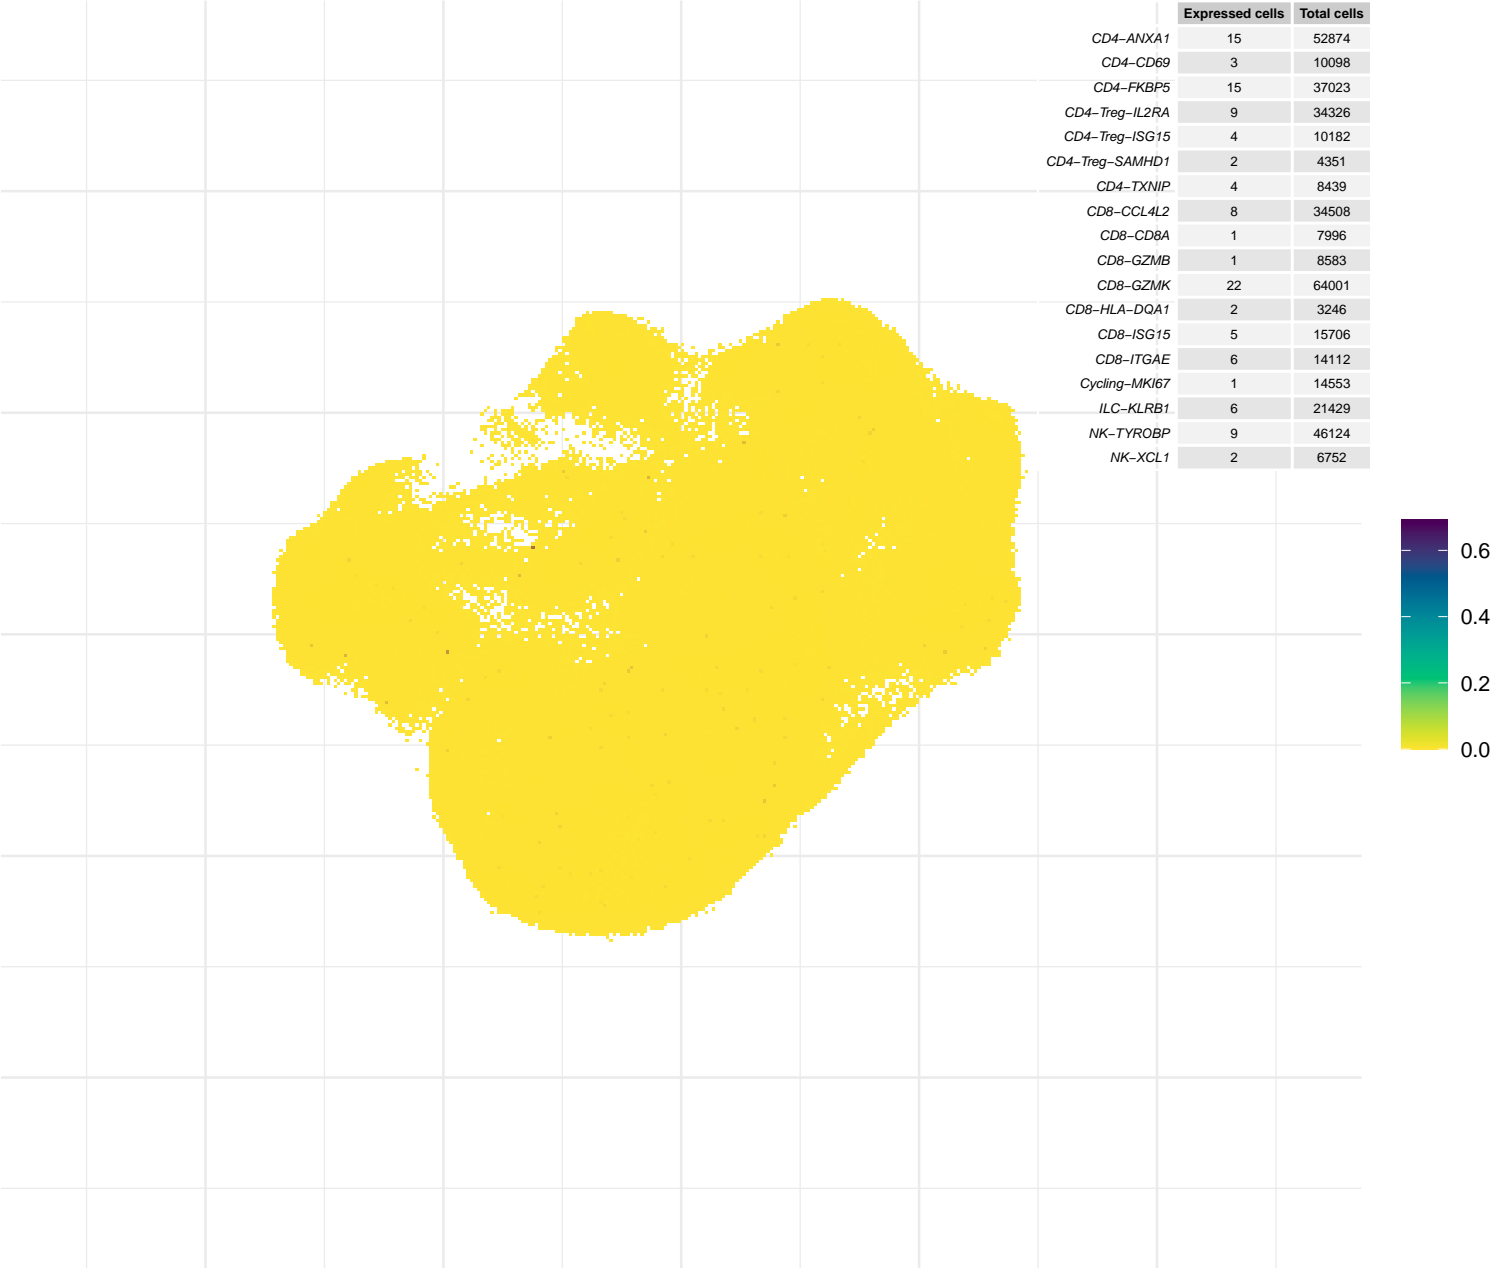 Expressed cells Total cells
CD4−ANXA1 15 52874
CD4−CD69 3 10098
CD4−FKBP5 15 37023
CD4−Treg−IL2RA 9 34326
CD4−Treg−ISG15 4 10182
CD4−Treg−SAMHD1 2 4351
CD4−TXNIP 4 8439
CD8−CCL4L2 8 34508
CD8−CD8A 1 7996
CD8−GZMB 1 8583
CD8−GZMK 22 64001
CD8−HLA−DQA1 2 3246
CD8−ISG15 5 15706
CD8−ITGAE 6 14112
Cycling−MKI67 1 14553
ILC−KLRB1 6 21429
NK−TYROBP 9 46124
NK−XCL1 2 6752
0.6
0.4
0.2
0.0